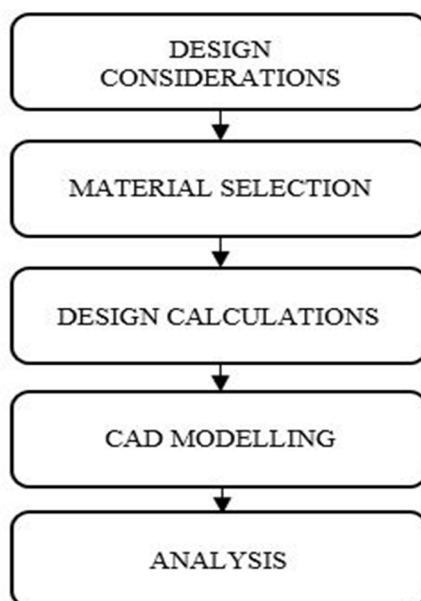 DESIGN
CONSIDERATIONS
MATERIAL SELECTION
DESIGN CALCULATIONS
CAD MODELLING
ANALYSIS